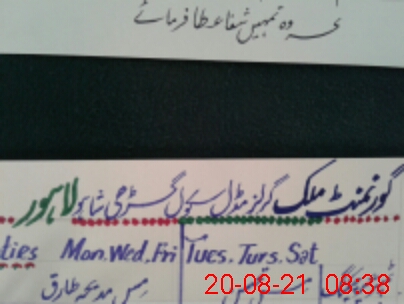 وہ تمہیں شفاء عطا فرمائے
گورنمنٹ ملک گرلز مڈل سکول گڑھی شاہو لاہور
ties Mon.Wed.Fri Tues.Turs.Sat
مس مدیحہ طارق
20-08-21 08:38